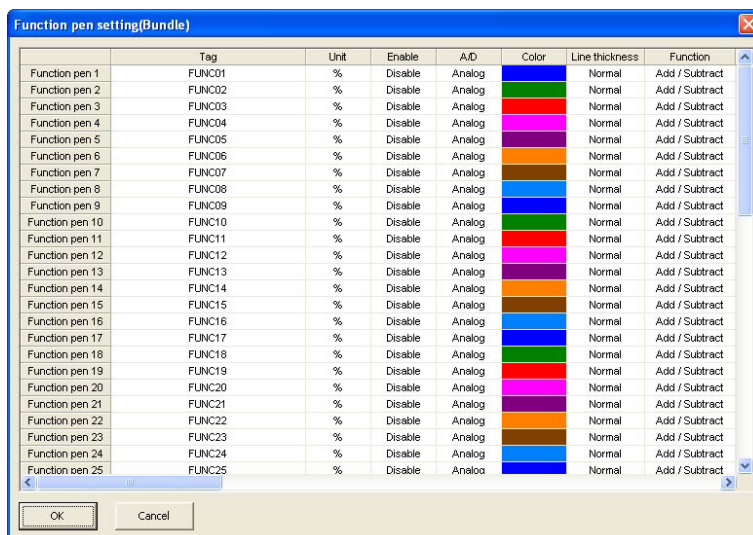 Function pen setting(Bundle)
Tag Unit Enable A/D Color Line thickness Function
Function pen 1 FUNC01 % Disable Analog Normal Add / Subtract
Function pen 2 FUNC02 % Disable Analog Normal Add / Subtract
Function pen 3 FUNC03 % Disable Analog Normal Add / Subtract
Function pen 4 FUNC04 % Disable Analog Normal Add / Subtract
Function pen 5 FUNC05 % Disable Analog Normal Add / Subtract
Function pen 6 FUNC06 % Disable Analog Normal Add / Subtract
Function pen 7 FUNC07 % Disable Analog Normal Add / Subtract
Function pen 8 FUNC08 % Disable Analog Normal Add / Subtract
Function pen 9 FUNC09 % Disable Analog Normal Add / Subtract
Function pen 10 FUNC10 % Disable Analog Normal Add / Subtract
Function pen 11 FUNC11 % Disable Analog Normal Add / Subtract
Function pen 12 FUNC12 % Disable Analog Normal Add / Subtract
Function pen 13 FUNC13 % Disable Analog Normal Add / Subtract
Function pen 14 FUNC14 % Disable Analog Normal Add / Subtract
Function pen 15 FUNC15 % Disable Analog Normal Add / Subtract
Function pen 16 FUNC16 % Disable Analog Normal Add / Subtract
Function pen 17 FUNC17 % Disable Analog Normal Add / Subtract
Function pen 18 FUNC18 % Disable Analog Normal Add / Subtract
Function pen 19 FUNC19 % Disable Analog Normal Add / Subtract
Function pen 20 FUNC20 % Disable Analog Normal Add / Subtract
Function pen 21 FUNC21 % Disable Analog Normal Add / Subtract
Function pen 22 FUNC22 % Disable Analog Normal Add / Subtract
Function pen 23 FUNC23 % Disable Analog Normal Add / Subtract
Function pen 24 FUNC24 % Disable Analog Normal Add / Subtract
Function pen 25 FUNC25 % Disable Analog Normal Add / Subtract
OK Cancel